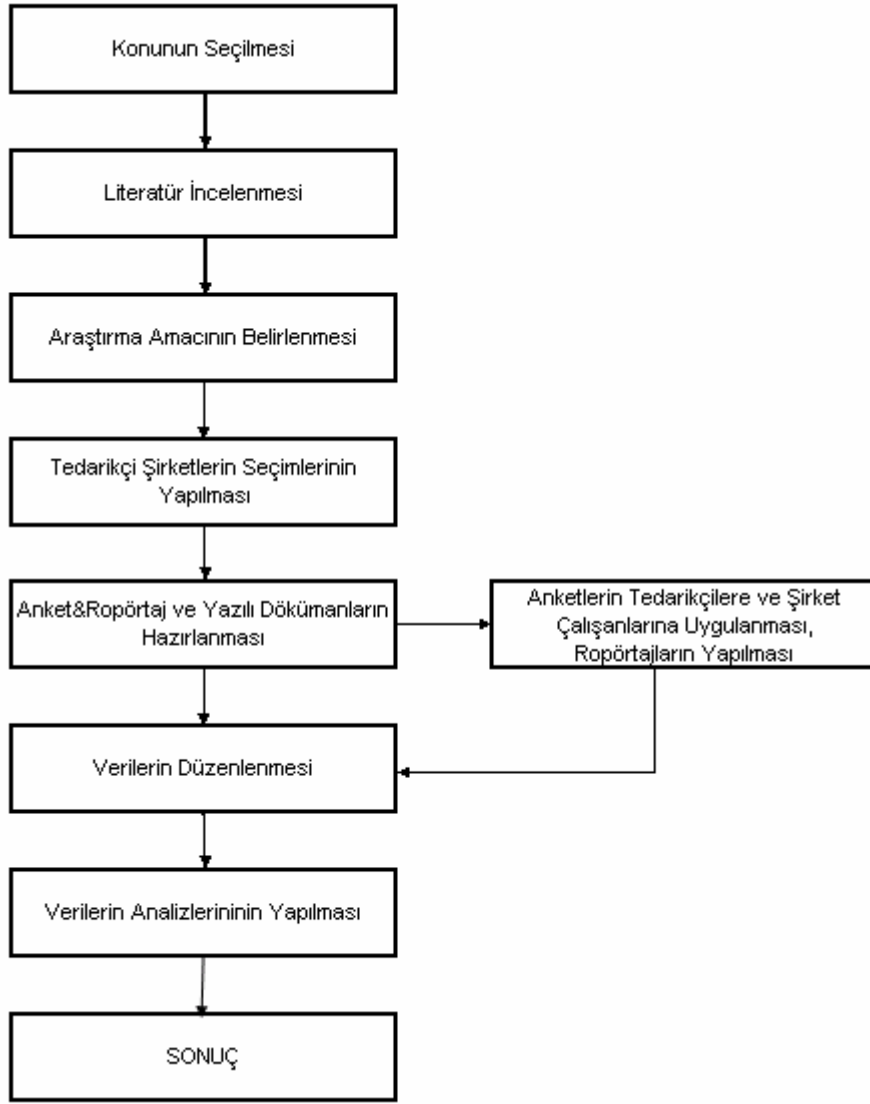 Konunun Seçilmesi
Literatür İncelenmesi
Araştırma Amacının Belirlenmesi
Tedarikçi Şirketlerin Seçimlerinin
Yapılması
Anket&Ropörtaj ve Yazılı Dökümanların
Hazırlanması
Anketlerin Tedarikçilere ve Şirket
Çalışanlarına Uygulanması,
Ropörtajların Yapılması
Verilerin Düzenlenmesi
Verilerin Analizlerininin Yapılması
SONUÇ